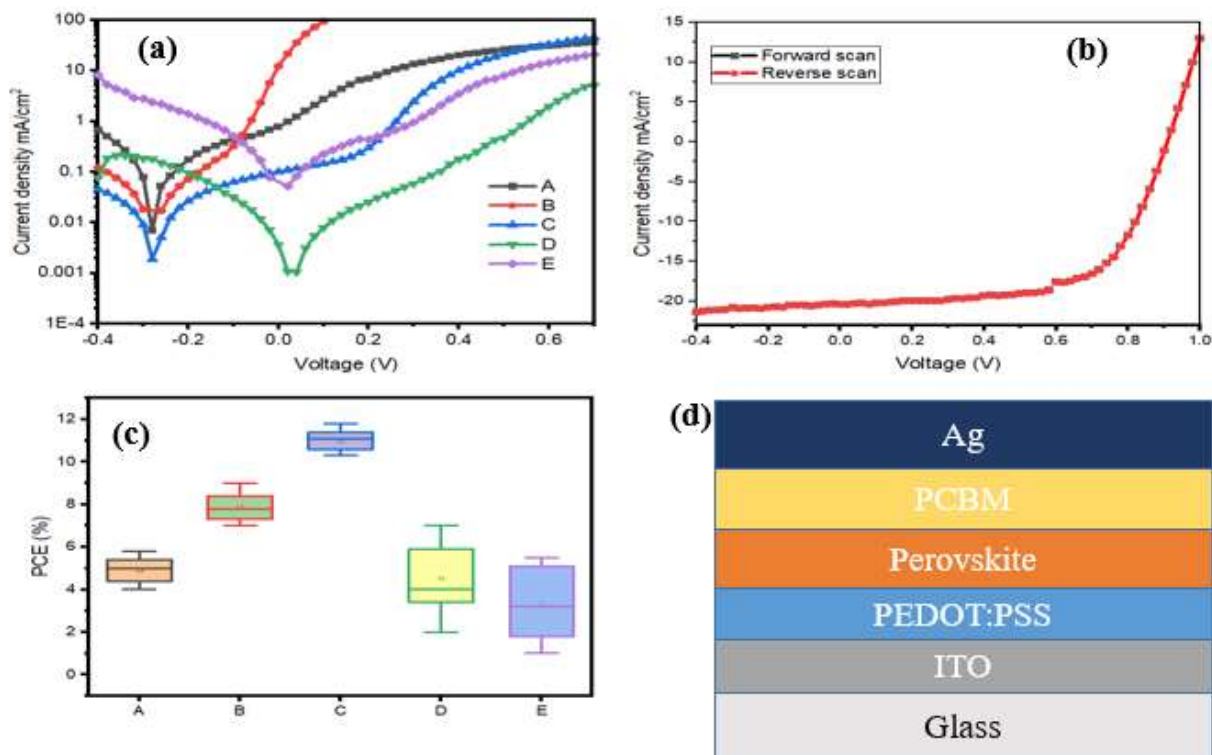 (a)
100
10
1
0.1
0.01
0.001
1E-4
Current density mA/cm²
-0.4 -0.2 0.0 0.2 0.4 0.6
Voltage (V)
A
B
C
D
E
(b)
Forward scan
Reverse scan
15
10
5
0
-5
-10
-15
-20
Current density mA/cm²
-0.4 -0.2 0.0 0.2 0.4 0.6 0.8 1.0
Voltage (V)
(c)
12
10
8
6
4
2
0
PCE (%)
A B C D E
(d)
Ag
PCBM
Perovskite
PEDOT:PSS
ITO
Glass